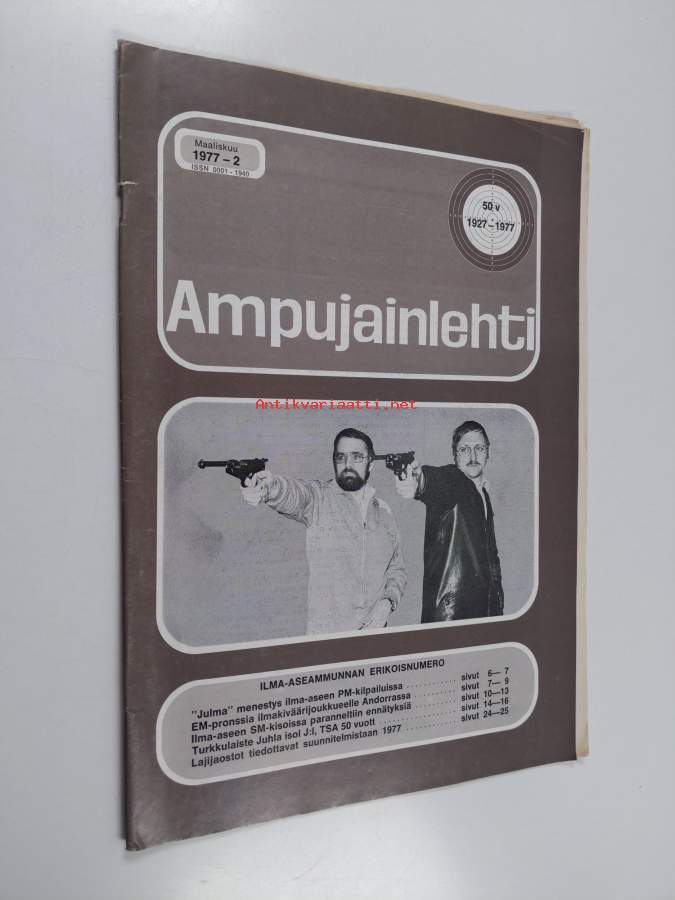 Maaliskuu
1977 – 2
ISSN 0001 - 1940
50 v
1927 – 1977
Ampujainlehti
Antikvariaatti.net
ILMA-ASEAMMUNNAN ERIKOISNUMERO
"Julma" menestys ilma-aseen PM-kilpailuissa ........... sivut 6— 7
EM-pronssia ilmakiväärijoukkueelle Andorrassa .......... sivut 7— 9
Ilma-aseen SM-kisoissa paranneltiin ennätyksiä .......... sivut 10—13
Turkkulaiste Juhla isol J:l, TSA 50 vuott .......... sivut 14—16
Lajijaostot tiedottavat suunnitelmistaan 1977 .......... sivut 24—25